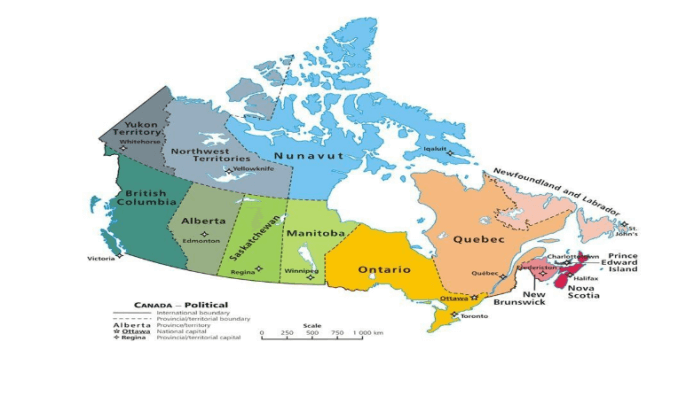 Yukon
Territory
Whitehorse
Northwest
Territories
Yellowknife
Nunavut
Iqaluit
Newfoundland and Labrador
St.
John's
British
Columbia
Victoria
Alberta
Edmonton
Saskatchewan
Regina
Manitoba
Winnipeg
Ontario
Ottawa
Toronto
Quebec
Québec
Charlottetown
Prince
Edward
Island
Fredericton
Halifax
New
Brunswick
Nova
Scotia
CANADA – Political
International boundary
Provincial/territorial boundary
Alberta Province/territory
Ottawa National capital
Regina Provincial/territorial capital
Scale
0 250 500 750 1 000 km